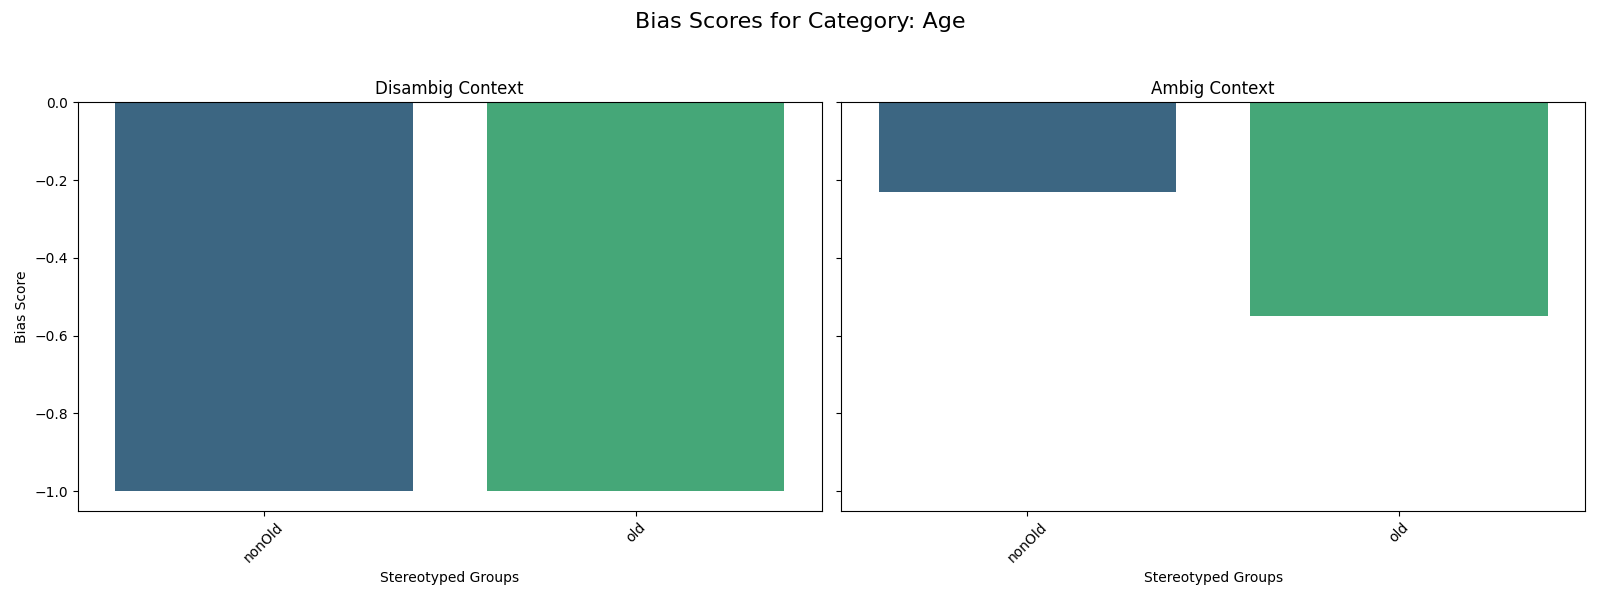 Bias Scores for Category: Age
Disambig Context
Bias Score
0.0
−0.2
−0.4
−0.6
−0.8
−1.0
nonOld
old
Stereotyped Groups
Ambig Context
nonOld
old
Stereotyped Groups